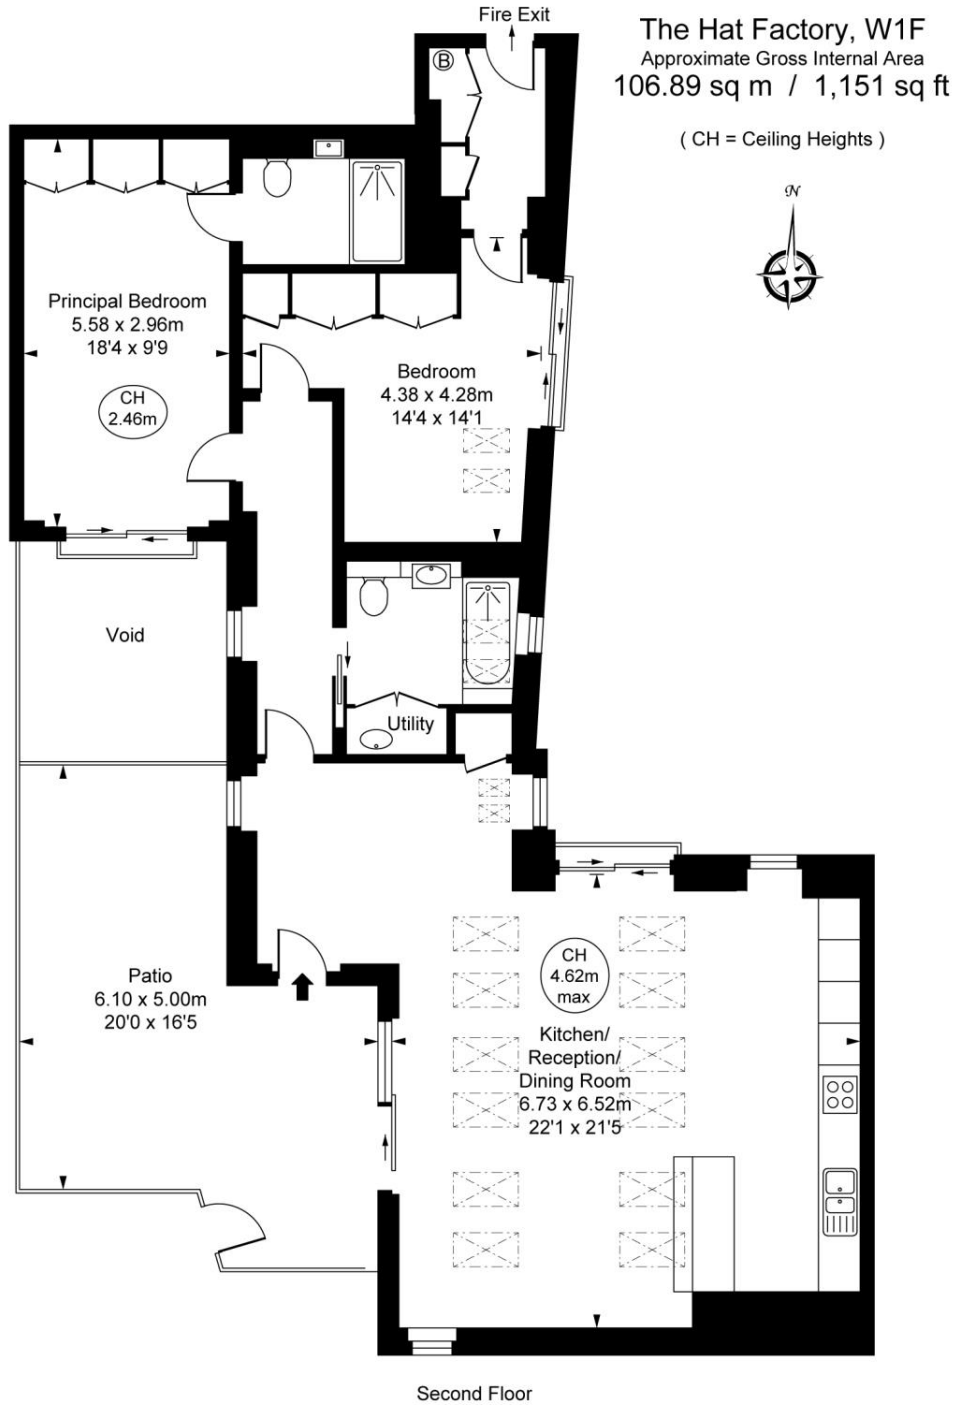 Fire Exit
The Hat Factory, W1F
Approximate Gross Internal Area
106.89 sq m / 1,151 sq ft
( CH = Ceiling Heights )
B
N
Principal Bedroom
5.58 x 2.96m
18'4 x 9'9
CH
2.46m
Bedroom
4.38 x 4.28m
14'4 x 14'1
Void
Utility
Patio
6.10 x 5.00m
20'0 x 16'5
CH
4.62m
max
Kitchen/
Reception/
Dining Room
6.73 x 6.52m
22'1 x 21'5
Second Floor